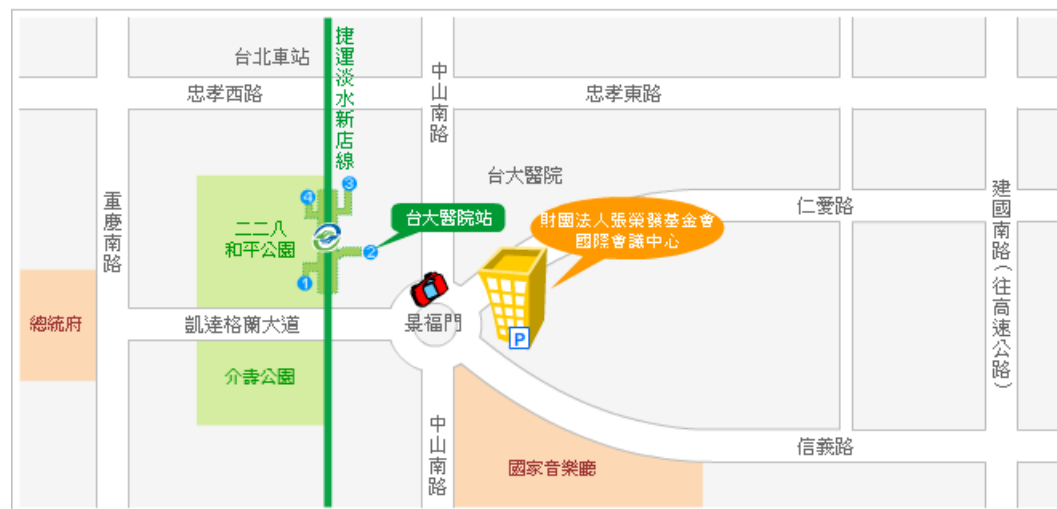 台北車站
捷運淡水新店線
中山南路
忠孝西路
忠孝東路
4
3
台大醫院
重慶南路
二二八
和平公園
台大醫院站
2
1
財團法人張榮發基金會
國際會議中心
仁愛路
建國南路(往高速公路)
總統府
凱達格蘭大道
景福門
P
介壽公園
中山南路
國家音樂廳
信義路